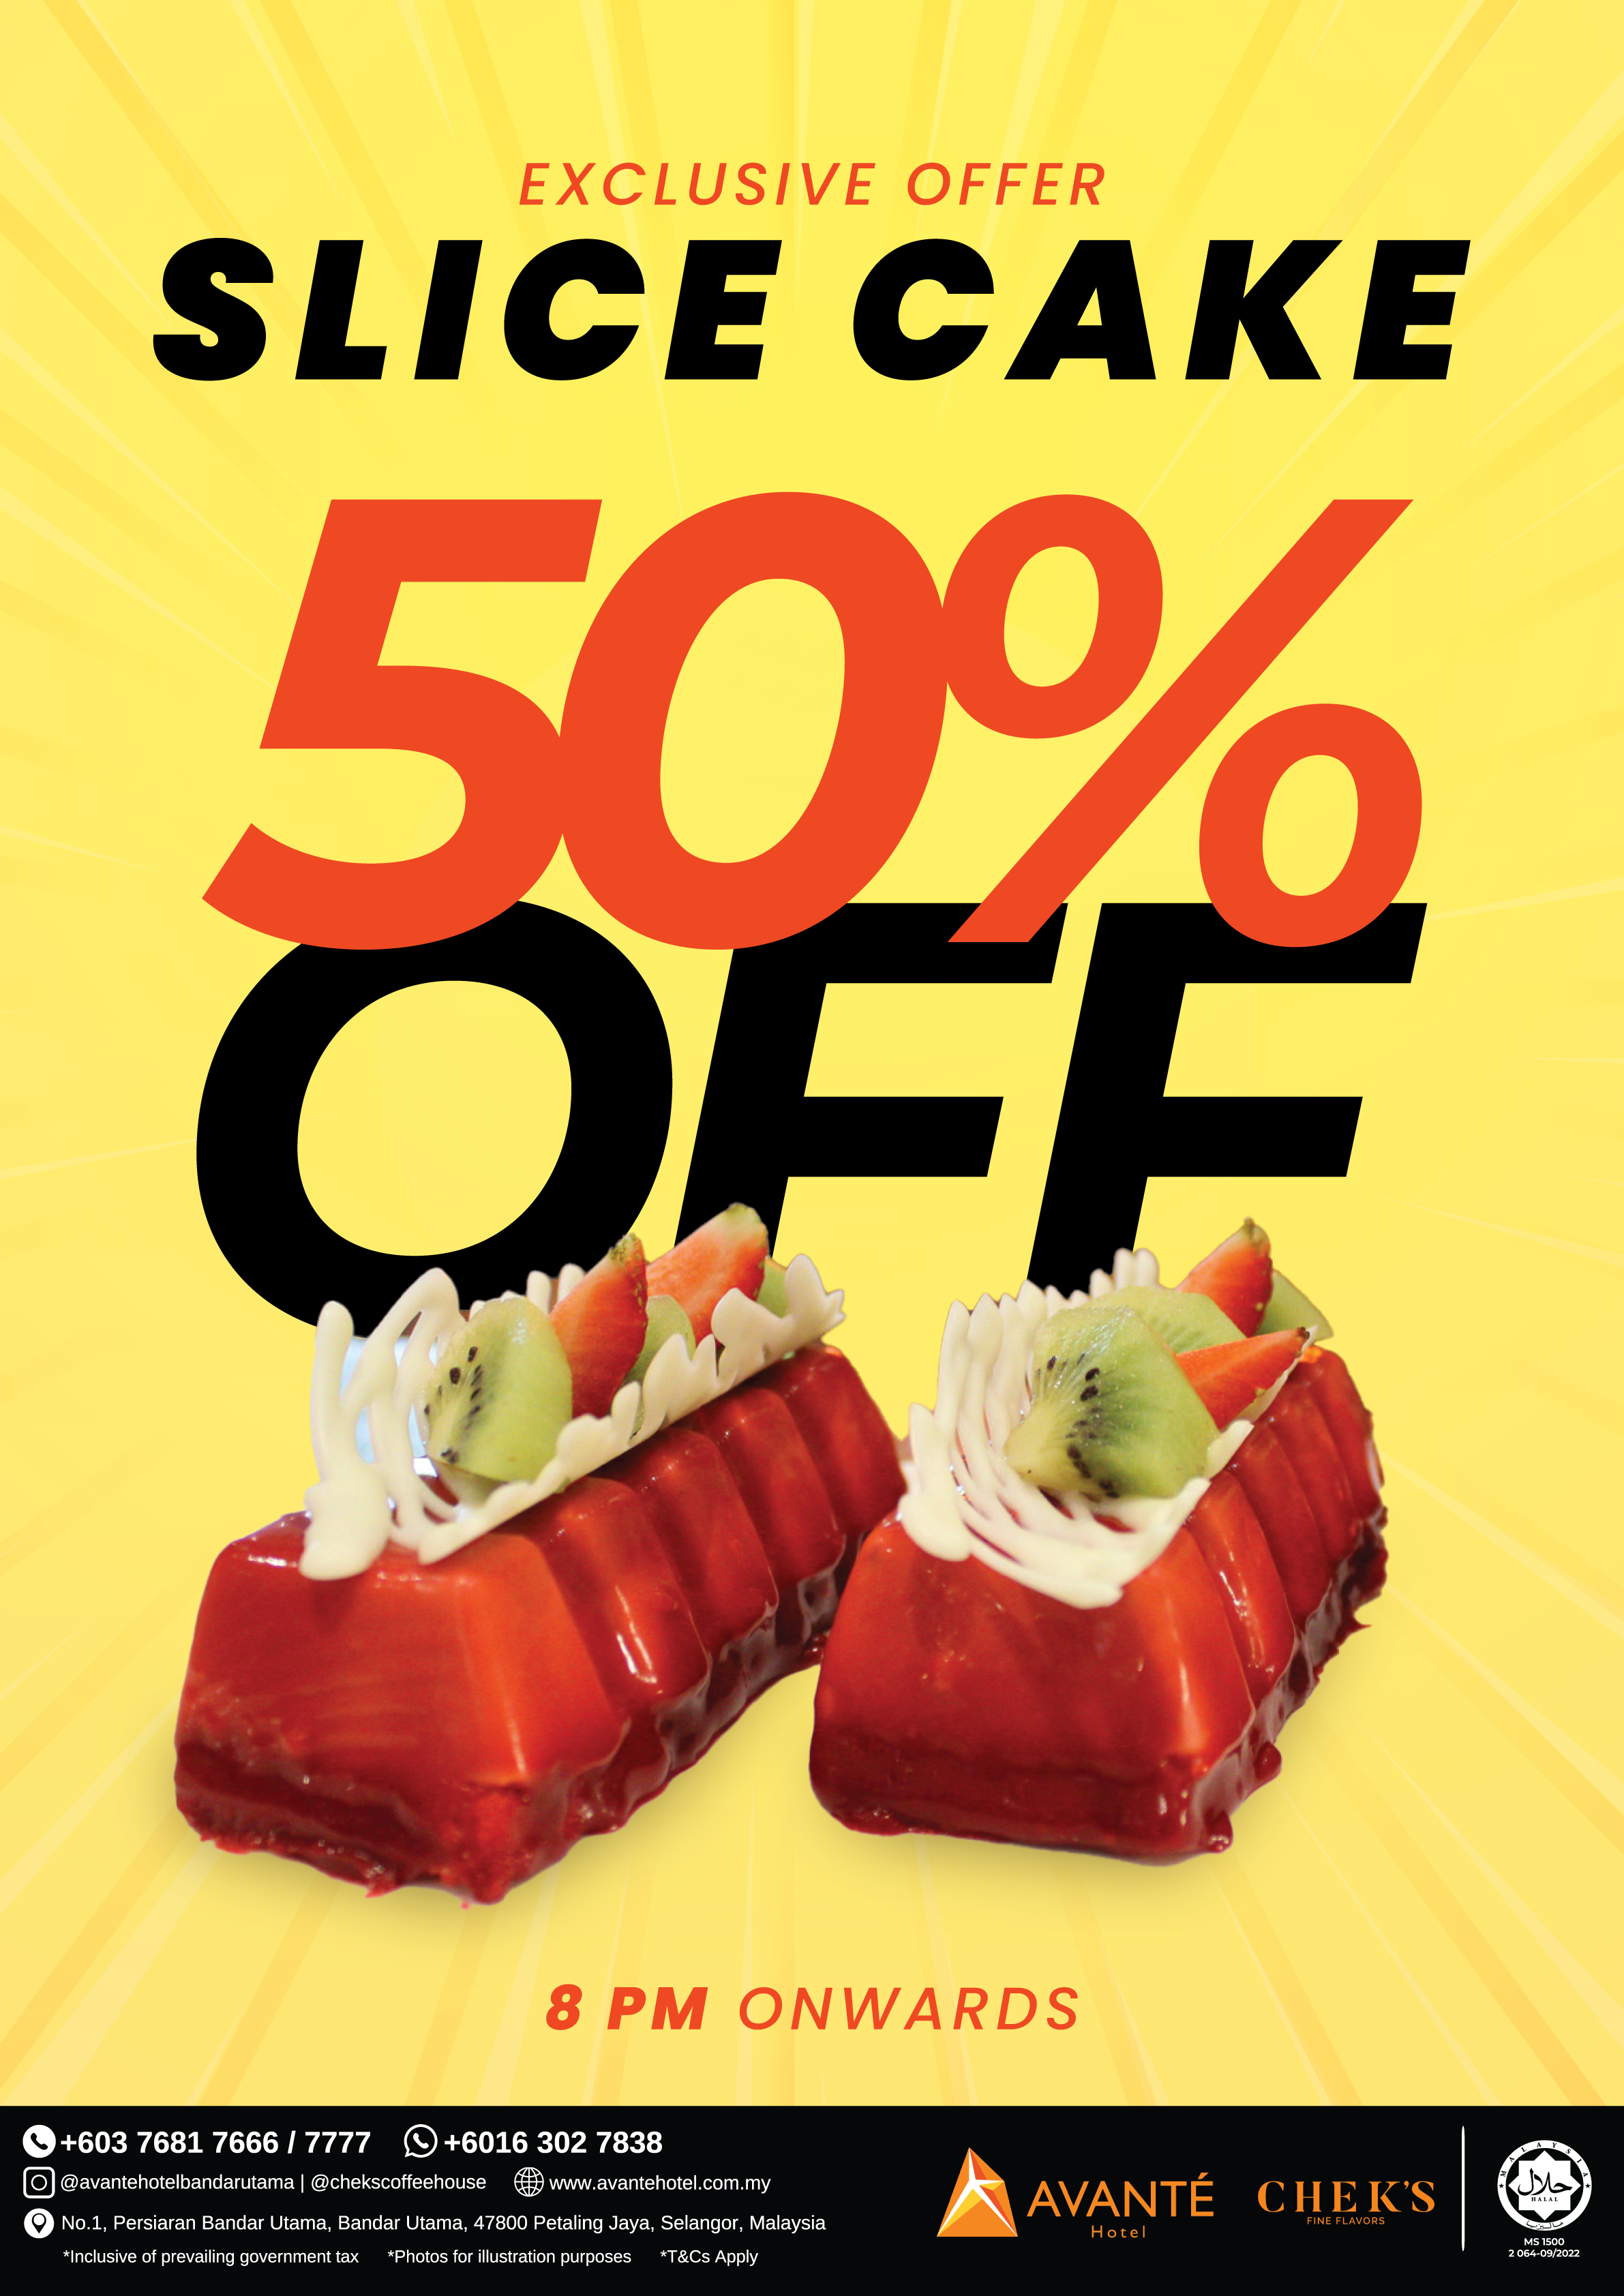 EXCLUSIVE OFFER
SLICE CAKE
50%
OFF
8 PM ONWARDS
+603 7681 7666 / 7777 +6016 302 7838
@avantehotelbandarutama | @chekscoffeehouse www.avantehotel.com.my
No.1, Persiaran Bandar Utama, Bandar Utama, 47800 Petaling Jaya, Selangor, Malaysia
*Inclusive of prevailing government tax *Photos for illustration purposes *T&Cs Apply
AVANTÉ
Hotel
CHEK'S
FINE FLAVORS
MALAYSIA
حلال
HALAL
ماليزيا
MS 1500
2 064-09/2022